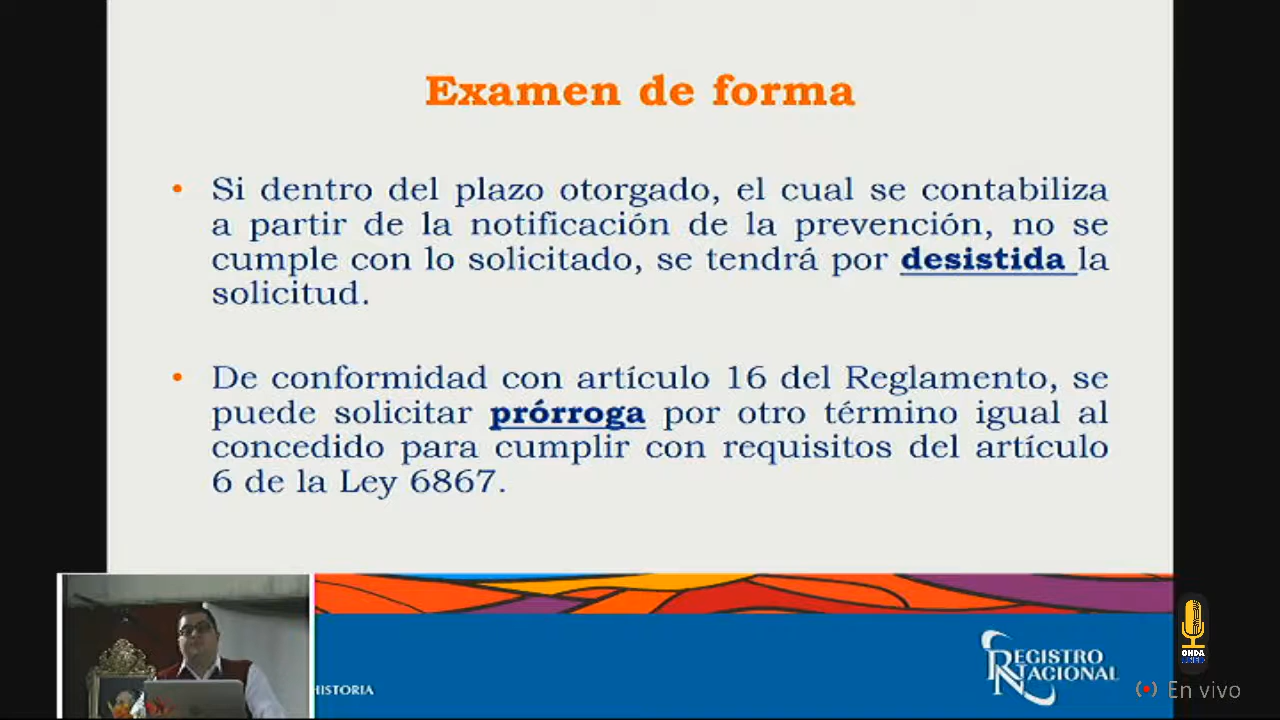 Examen de forma
• Si dentro del plazo otorgado, el cual se contabiliza
a partir de la notificación de la prevención, no se
cumple con lo solicitado, se tendrá por desistida la
solicitud.
• De conformidad con artículo 16 del Reglamento, se
puede solicitar prórroga por otro término igual al
concedido para cumplir con requisitos del artículo
6 de la Ley 6867.
HISTORIA
REGISTRO
NACIONAL
ONDA
UNED
En vivo